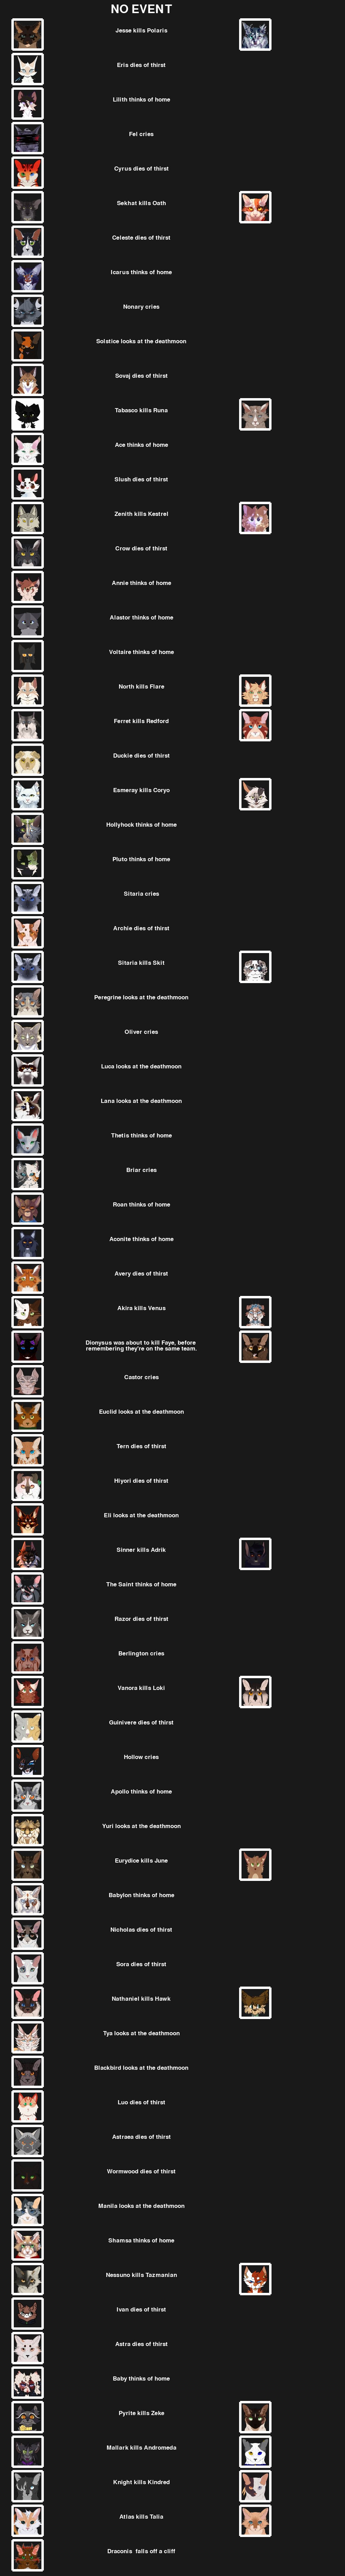 NO EVENT
Jesse kills Polaris
Eris dies of thirst
Lilith thinks of home
Fel cries
Cyrus dies of thirst
Sekhat kills Oath
Celeste dies of thirst
Icarus thinks of home
Nonary cries
Solstice looks at the deathmoon
Sovaj dies of thirst
Tabasco kills Runa
Ace thinks of home
Slush dies of thirst
Zenith kills Kestrel
Crow dies of thirst
Annie thinks of home
Alastor thinks of home
Voltaire thinks of home
North kills Flare
Ferret kills Redford
Duckie dies of thirst
Esmeray kills Coryo
Hollyhock thinks of home
Pluto thinks of home
Sitaria cries
Archie dies of thirst
Sitaria kills Skit
Peregrine looks at the deathmoon
Oliver cries
Luca looks at the deathmoon
Lana looks at the deathmoon
Thetis thinks of home
Briar cries
Roan thinks of home
Aconite thinks of home
Avery dies of thirst
Akira kills Venus
Dionysus was about to kill Faye, before
remembering they're on the same team.
Castor cries
Euclid looks at the deathmoon
Tern dies of thirst
Hiyori dies of thirst
Eli looks at the deathmoon
Sinner kills Adrik
The Saint thinks of home
Razor dies of thirst
Berlington cries
Vanora kills Loki
Guinivere dies of thirst
Hollow cries
Apollo thinks of home
Yuri looks at the deathmoon
Eurydice kills June
Babylon thinks of home
Nicholas dies of thirst
Sora dies of thirst
Nathaniel kills Hawk
Tya looks at the deathmoon
Blackbird looks at the deathmoon
Luo dies of thirst
Astraea dies of thirst
Wormwood dies of thirst
Manila looks at the deathmoon
Shamsa thinks of home
Nessuno kills Tazmanian
Ivan dies of thirst
Astra dies of thirst
Baby thinks of home
Pyrite kills Zeke
Mallark kills Andromeda
Knight kills Kindred
Atlas kills Talia
Draconis falls off a cliff